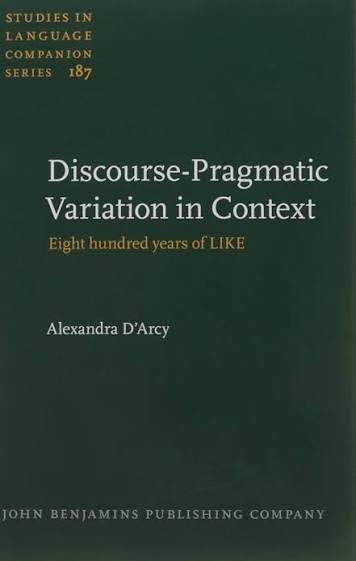 STUDIES IN
LANGUAGE
COMPANION
SERIES 187
Discourse-Pragmatic
Variation in Context
Eight hundred years of LIKE
Alexandra D'Arcy
JOHN BENJAMINS PUBLISHING COMPANY